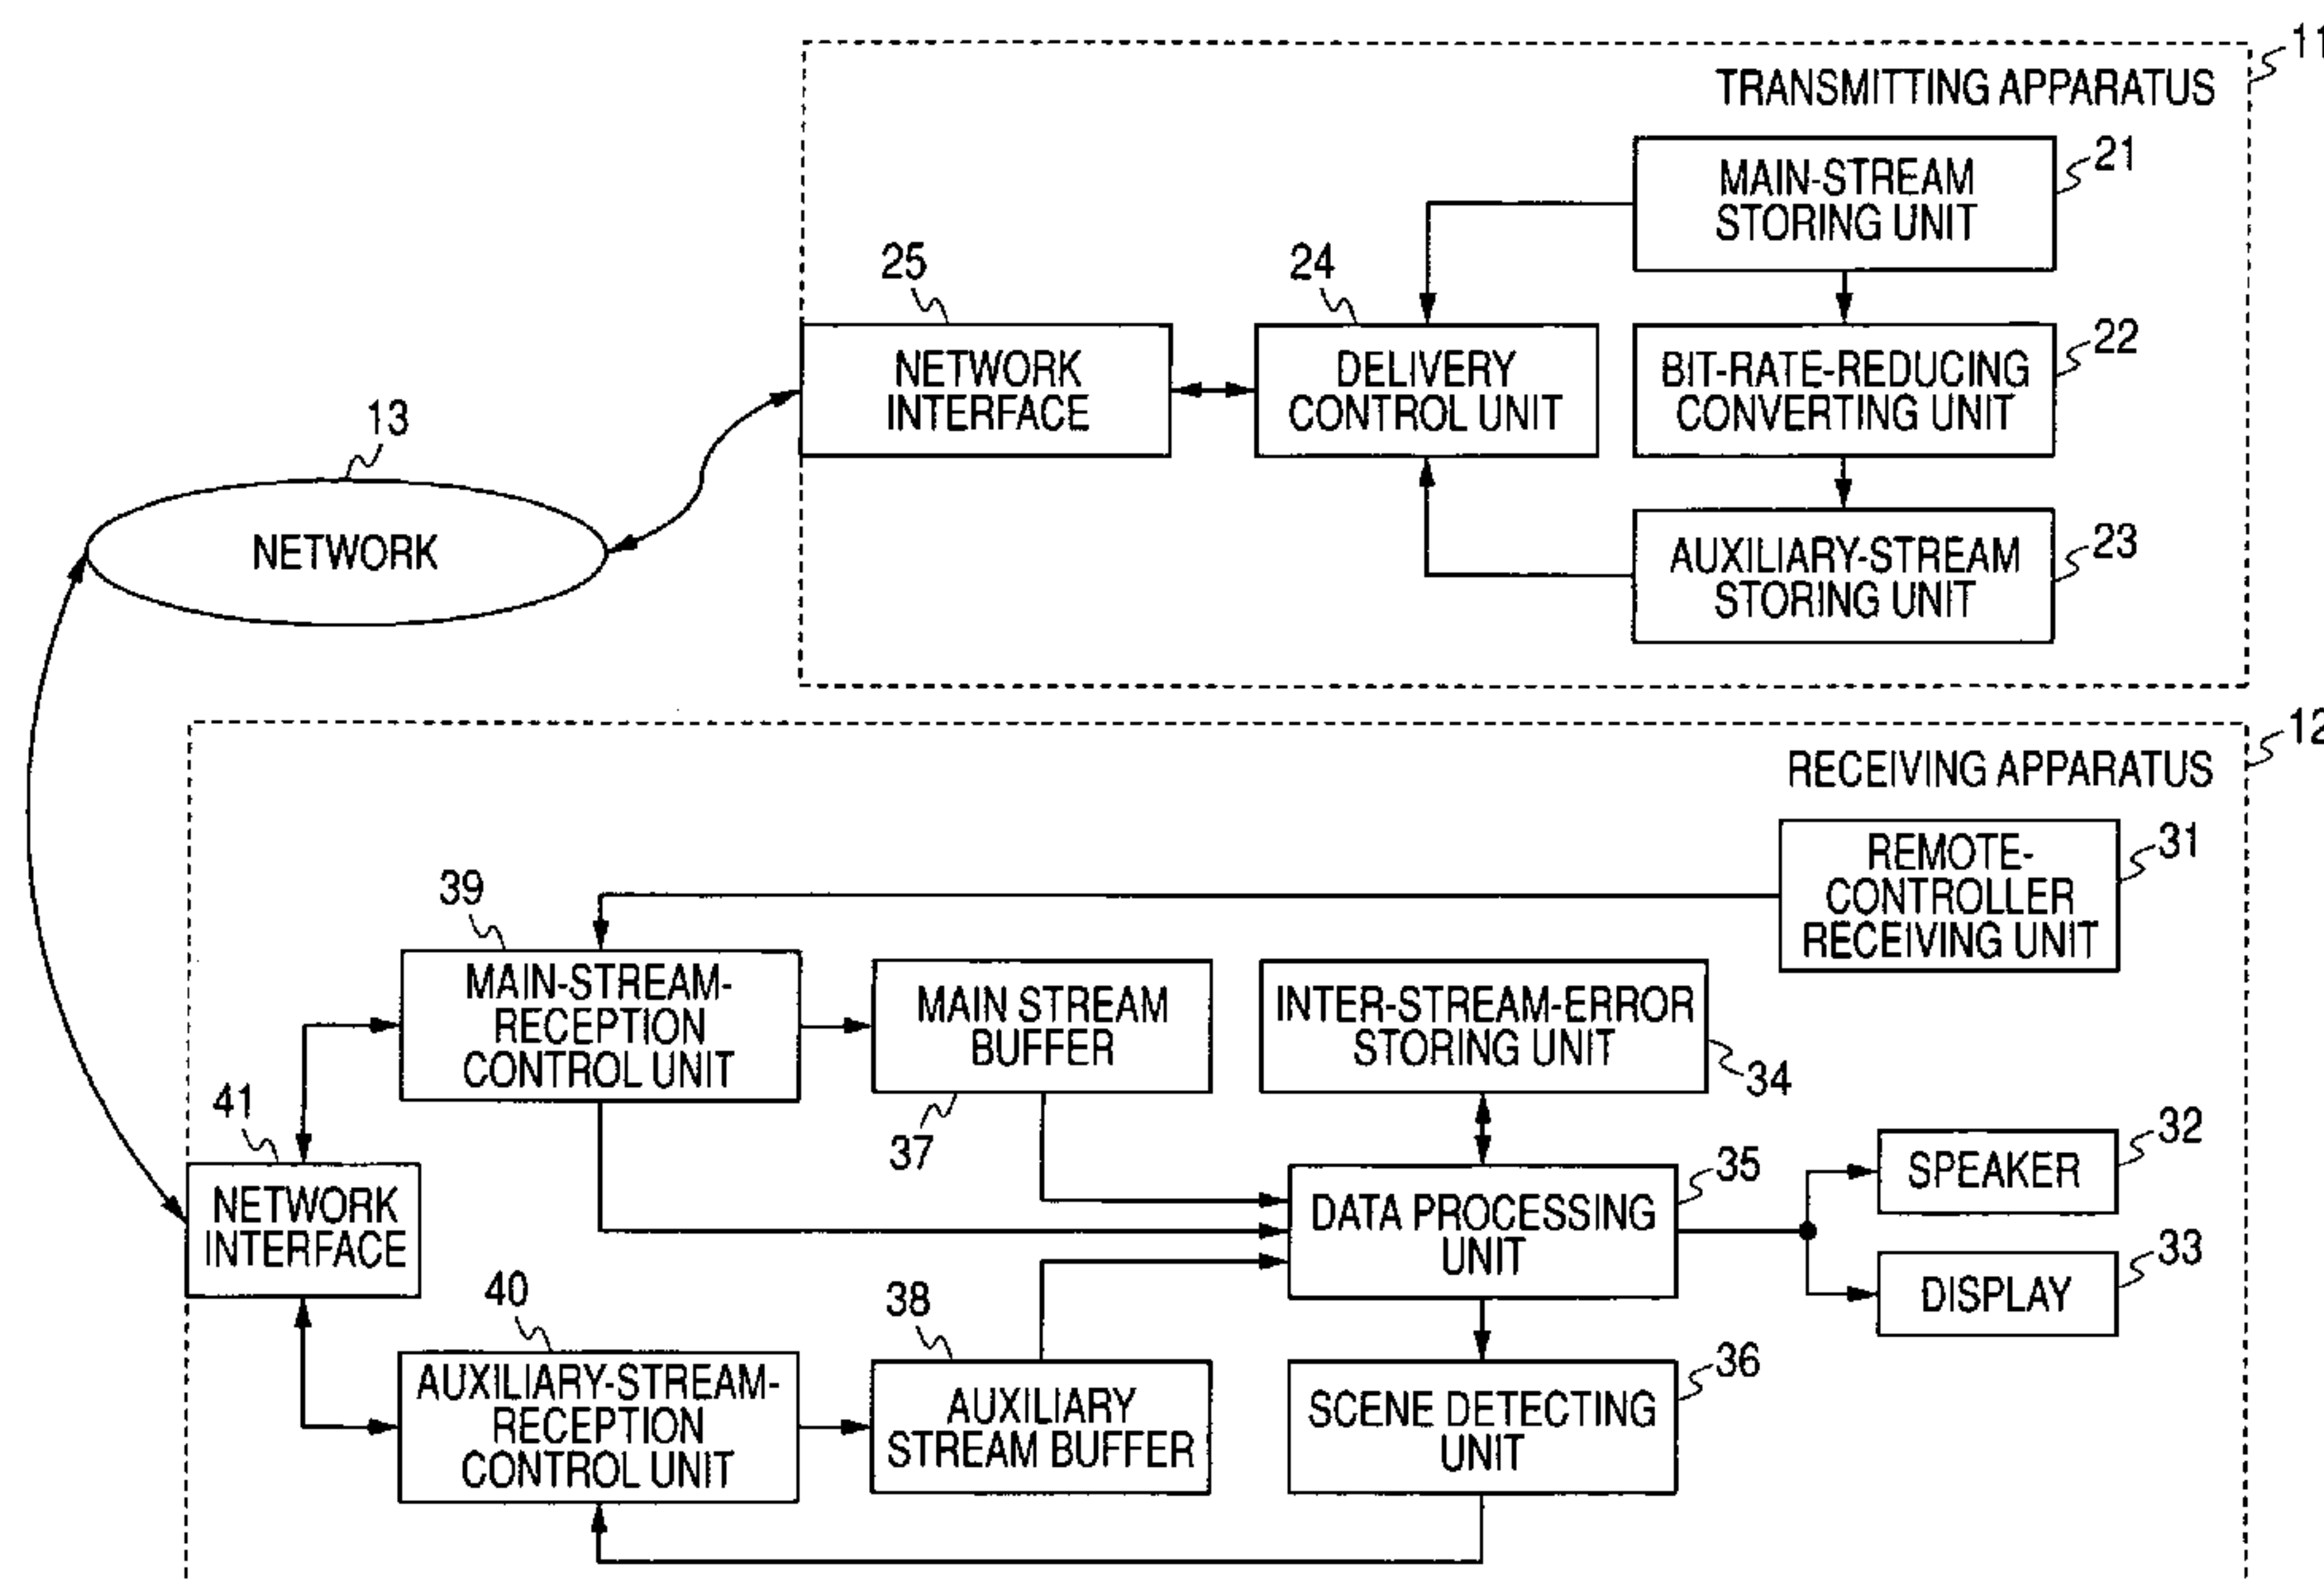 11
TRANSMITTING APPARATUS
21
MAIN-STREAM
STORING UNIT
25
NETWORK
INTERFACE
24
DELIVERY
CONTROL UNIT
22
BIT-RATE-REDUCING
CONVERTING UNIT
13
NETWORK
23
AUXILIARY-STREAM
STORING UNIT
12
RECEIVING APPARATUS
31
REMOTE-
CONTROLLER
RECEIVING UNIT
39
MAIN-STREAM-
RECEPTION
CONTROL UNIT
MAIN STREAM
BUFFER
37
INTER-STREAM-ERROR
STORING UNIT
34
41
NETWORK
INTERFACE
35
DATA PROCESSING
UNIT
32
SPEAKER
33
DISPLAY
40
AUXILIARY-STREAM-
RECEPTION
CONTROL UNIT
38
AUXILIARY
STREAM BUFFER
36
SCENE DETECTING
UNIT